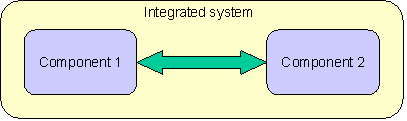 Integrated system
Component 1
Component 2